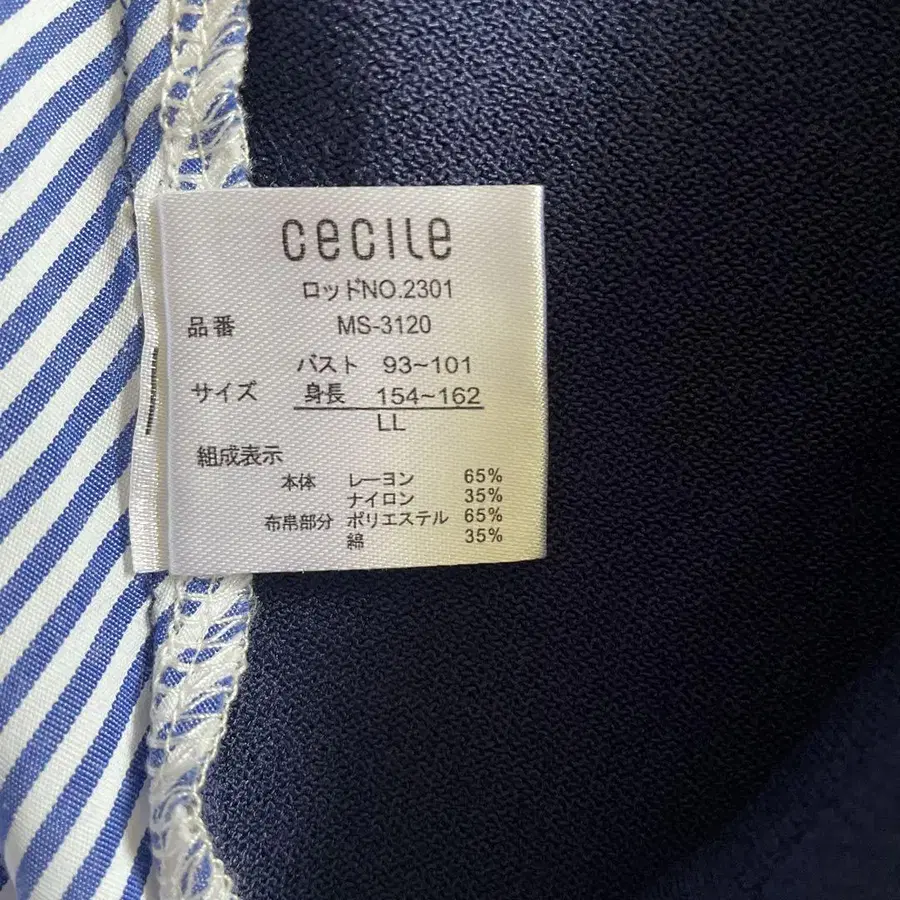 cecile
ロッドNO.2301
品番 MS-3120
バスト 93~101
サイズ 身長 154~162
LL
組成表示
本体 レーヨン 65%
ナイロン 35%
布帛部分 ポリエステル 65%
綿 35%